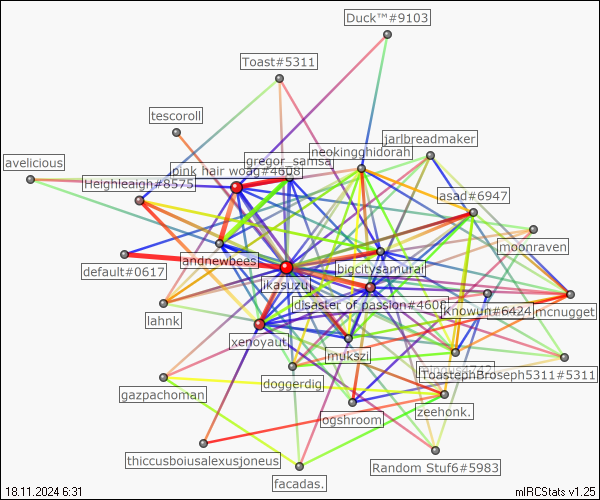 Duck™#9103
Toast#5311
tescoroll
jarlbreadmaker
neokingghidorah
avelicious
gregor_samsa
pink hair woag#4608
Heighleaigh#8575
asad#6947
moonraven
andnewbees
default#0617
bigcitysamurai
ikasuzu
disaster of passion#4606
Knowun#6424
mcnugget
lahnk
xenoyaut
mukszi
ToastephBroseph5311#5311
doggerdig
gazpachoman
zeehonk.
ogshroom
thiccusboiusalexusjoneus
Random Stuf6#5983
facadas.
18.11.2024 6:31
mIRCStats v1.25